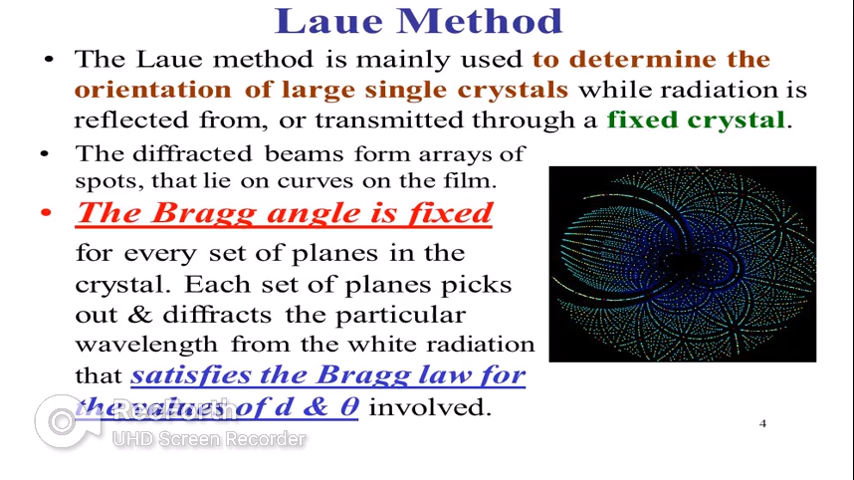 Laue Method
• The Laue method is mainly used to determine the
orientation of large single crystals while radiation is
reflected from, or transmitted through a fixed crystal.
• The diffracted beams form arrays of
spots, that lie on curves on the film.
• The Bragg angle is fixed
for every set of planes in the
crystal. Each set of planes picks
out & diffracts the particular
wavelength from the white radiation
that satisfies the Bragg law for
the values of d & θ involved.
RecForth
UHD Screen Recorder
4